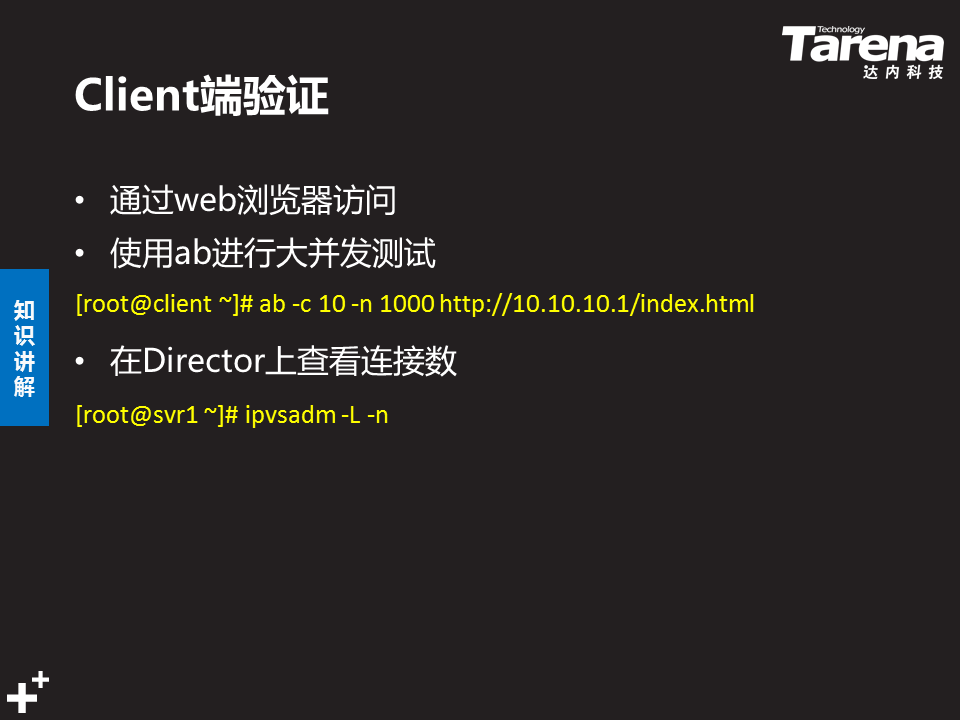 Technology
Tarena
达内科技
Client端验证
• 通过web浏览器访问
• 使用ab进行大并发测试
[root@client ~]# ab -c 10 -n 1000 http://10.10.10.1/index.html
• 在Director上查看连接数
[root@svr1 ~]# ipvsadm -L -n
知
识
讲
解